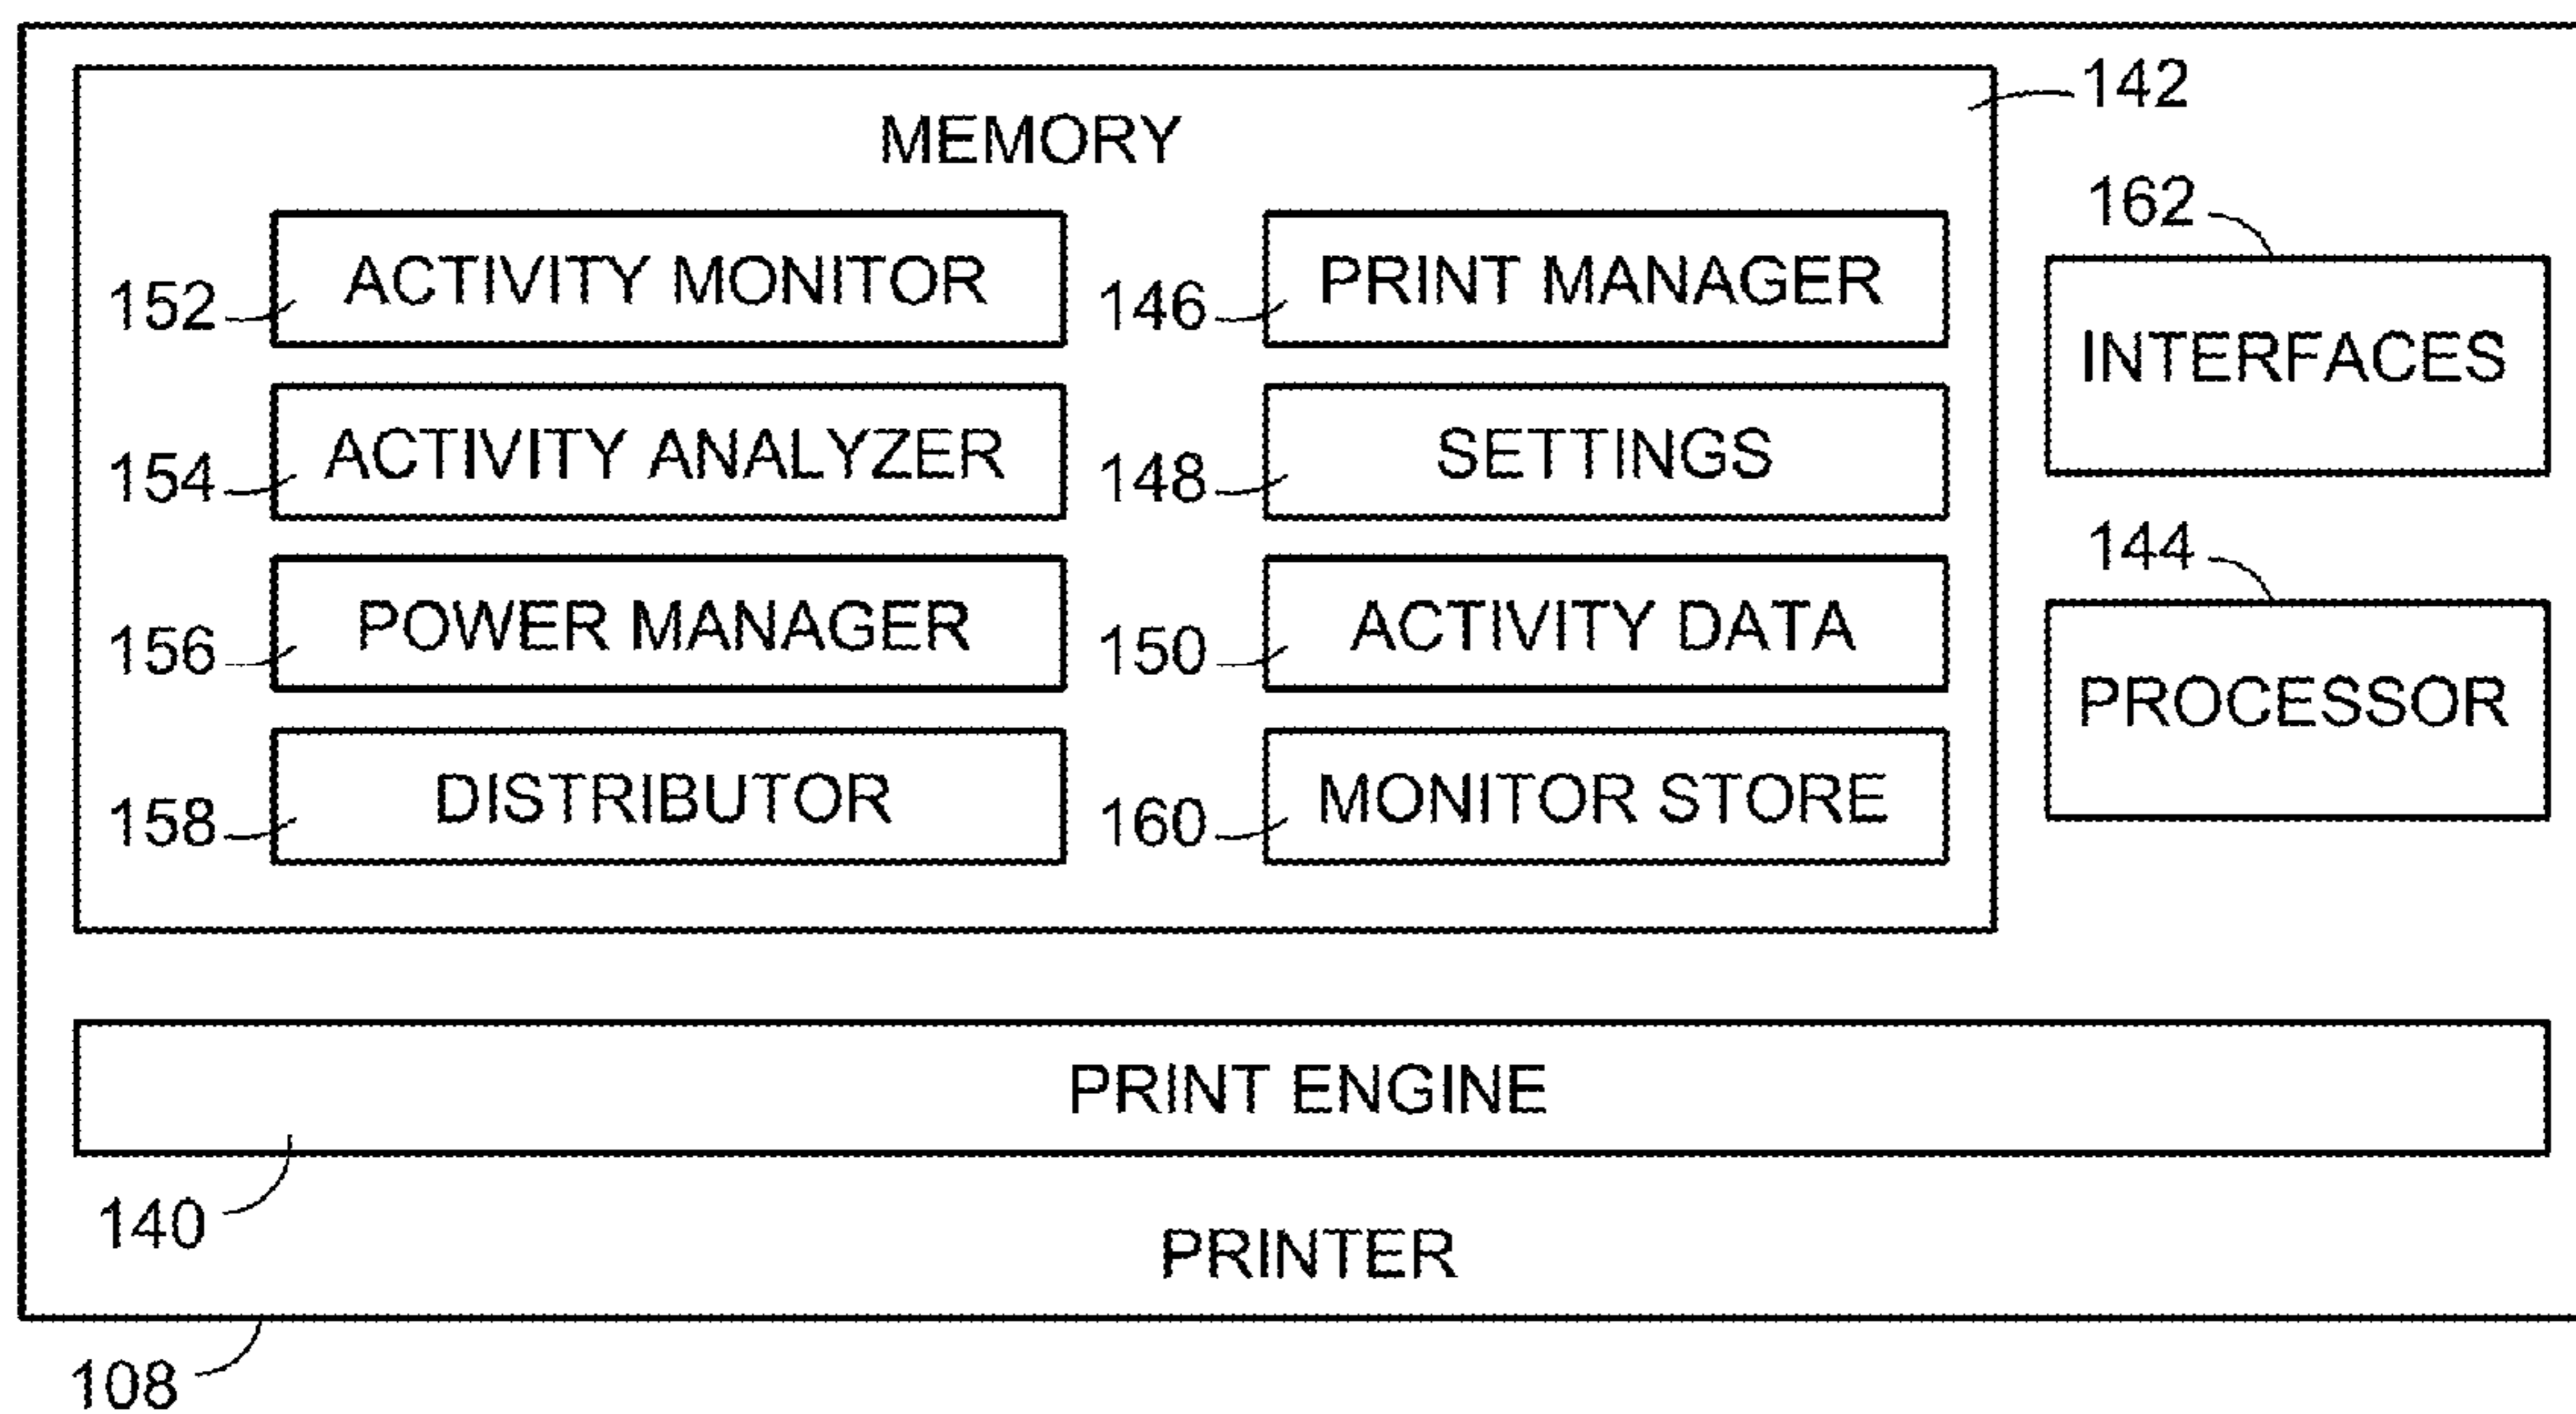 142
MEMORY
162
152 ACTIVITY MONITOR 146 PRINT MANAGER
INTERFACES
154 ACTIVITY ANALYZER 148 SETTINGS
144
156 POWER MANAGER 150 ACTIVITY DATA
PROCESSOR
158 DISTRIBUTOR 160 MONITOR STORE
PRINT ENGINE
140
PRINTER
108